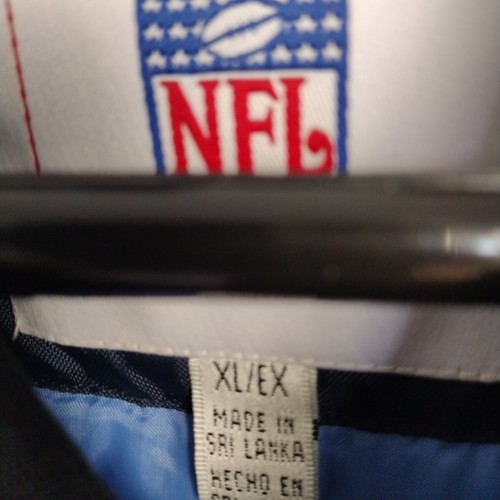 NFL
XL/EX
MADE IN
SRI LANKA
HECHO EN